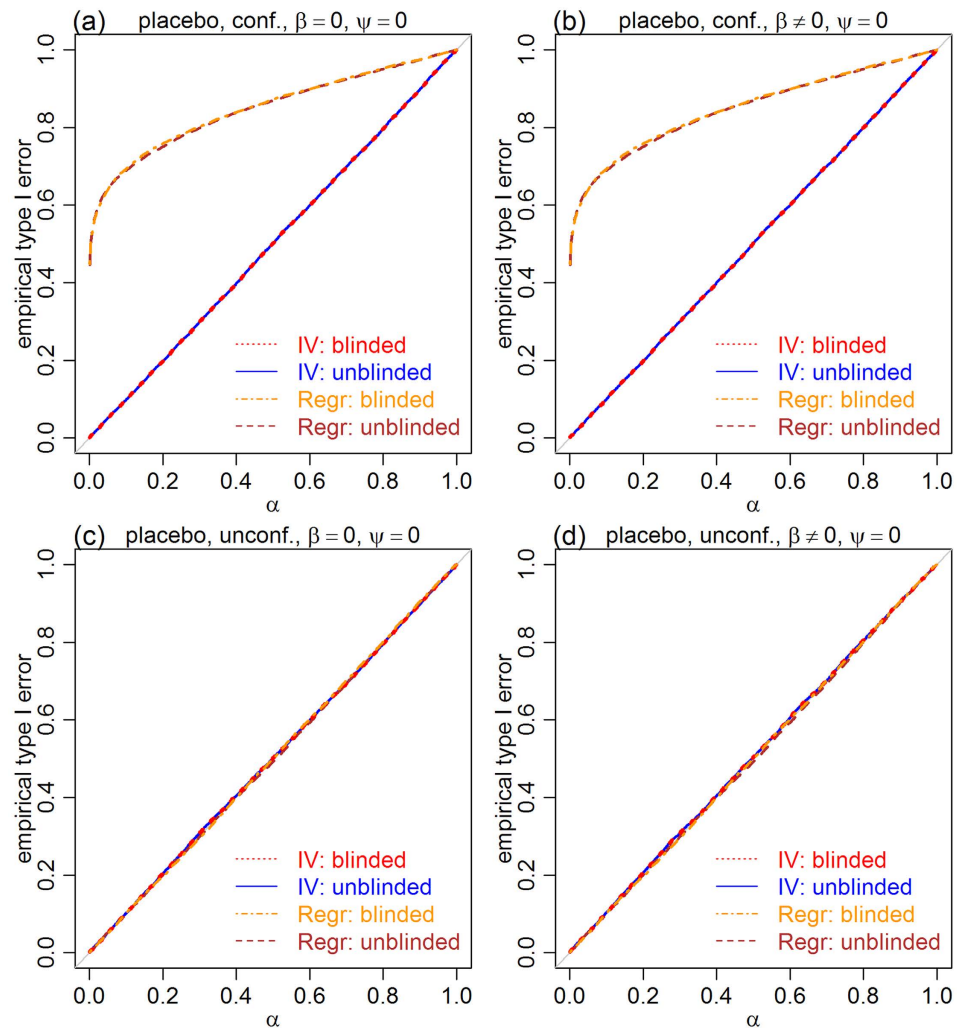 (a) placebo, conf., β = 0, ψ = 0
empirical type I error
1.0
0.8
0.6
0.4
0.2
0.0
IV: blinded
IV: unblinded
Regr: blinded
Regr: unblinded
0.0 0.2 0.4 0.6 0.8 1.0
α
(b) placebo, conf., β ≠ 0, ψ = 0
empirical type I error
1.0
0.8
0.6
0.4
0.2
0.0
IV: blinded
IV: unblinded
Regr: blinded
Regr: unblinded
0.0 0.2 0.4 0.6 0.8 1.0
α
(c) placebo, unconf., β = 0, ψ = 0
empirical type I error
1.0
0.8
0.6
0.4
0.2
0.0
IV: blinded
IV: unblinded
Regr: blinded
Regr: unblinded
0.0 0.2 0.4 0.6 0.8 1.0
α
(d) placebo, unconf., β ≠ 0, ψ = 0
empirical type I error
1.0
0.8
0.6
0.4
0.2
0.0
IV: blinded
IV: unblinded
Regr: blinded
Regr: unblinded
0.0 0.2 0.4 0.6 0.8 1.0
α